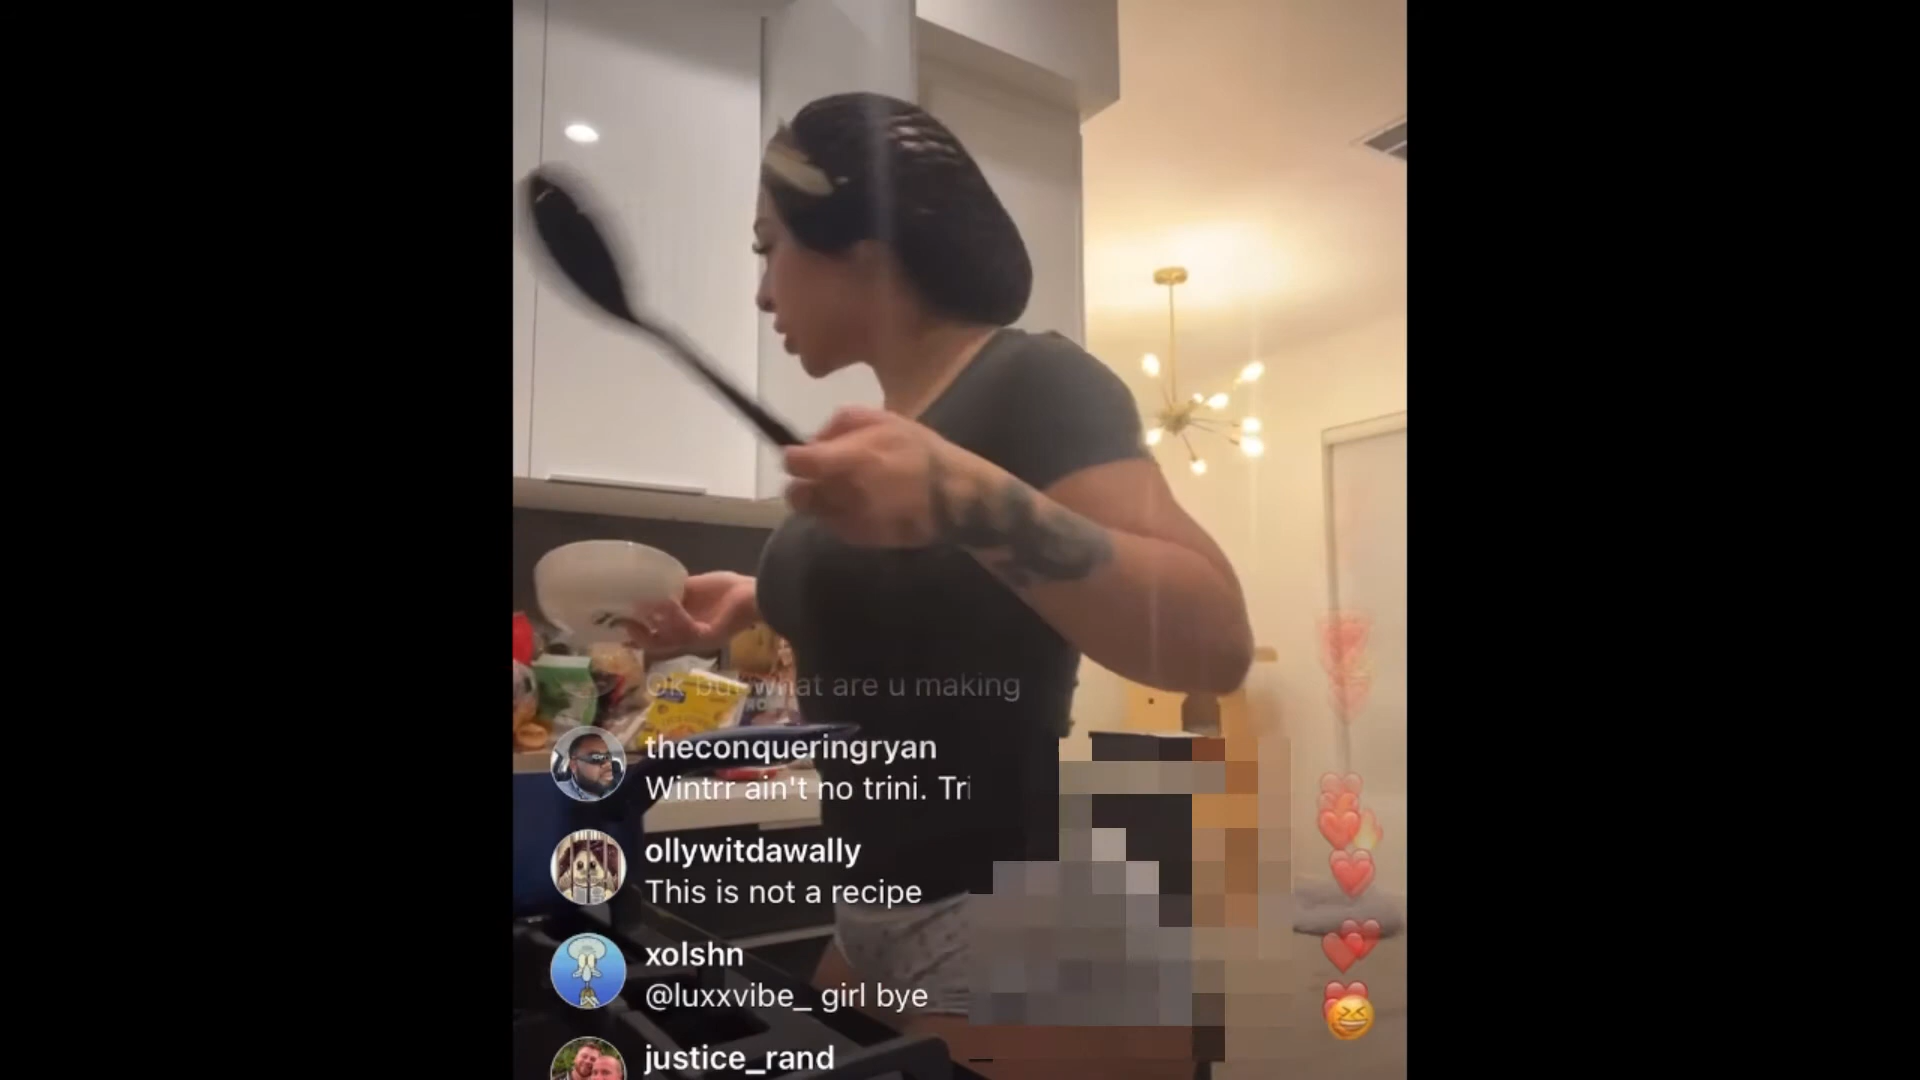 Ok but what are u making
theconqueringryan
Wintrr ain't no trini. Tri
ollywitdawally
This is not a recipe
xolshn
@luxxvibe_ girl bye
justice_rand